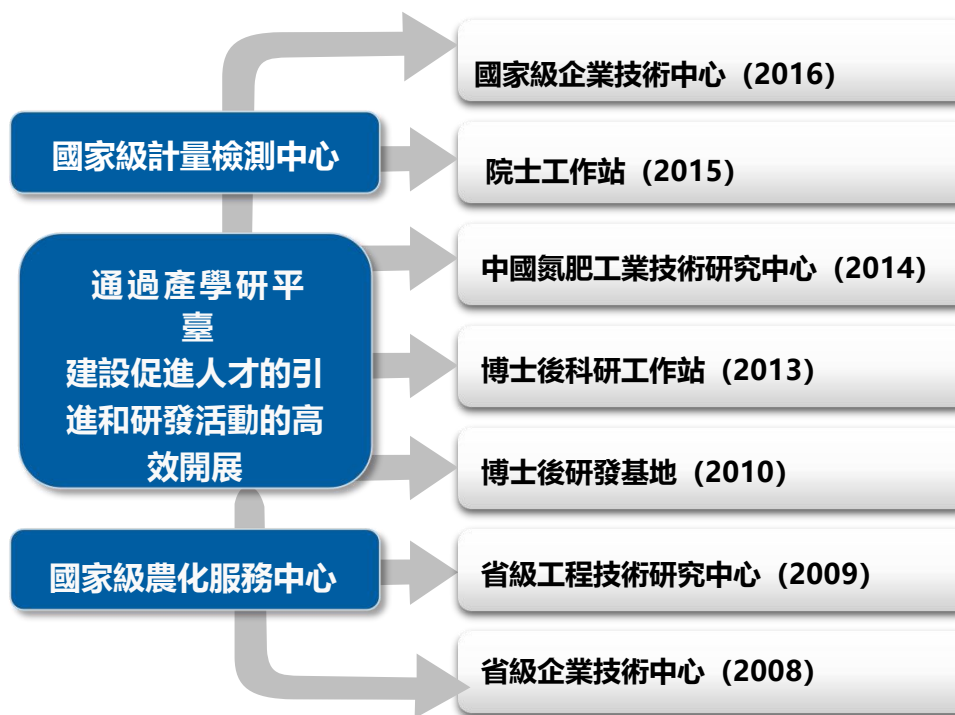 國家級企業技術中心（2016）
國家級計量檢測中心
院士工作站（2015）
通過產學研平
臺
建設促進人才的引
進和研發活動的高
效開展
中國氮肥工業技術研究中心（2014）
博士後科研工作站（2013）
博士後研發基地（2010）
國家級農化服務中心
省級工程技術研究中心（2009）
省級企業技術中心（2008）